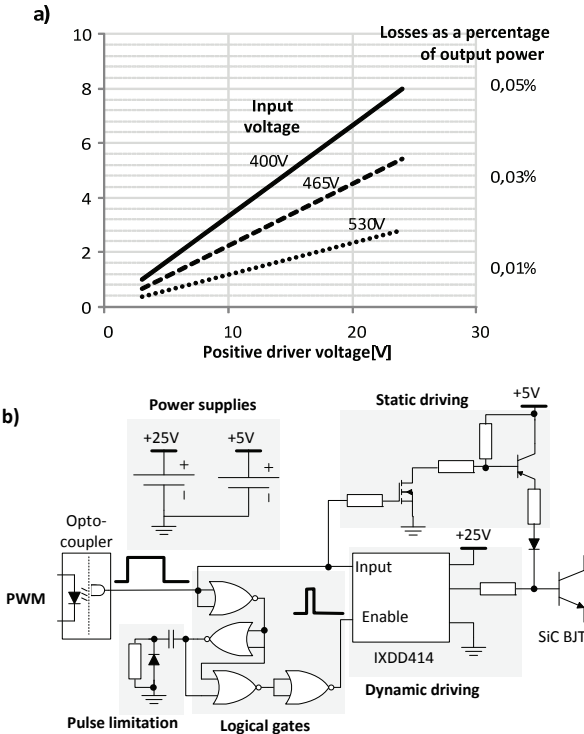 a)
Losses as a percentage
of output power
10
8
6
4
2
0
0,05%
0,03%
0,01%
Input
voltage
400V
465V
530V
0
10
20
30
Positive driver voltage[V]
b)
Power supplies
+25V
+5V
+
+
Static driving
+5V
Opto-
coupler
PWM
Input
Enable
+25V
IXDD414
SiC BJT
Dynamic driving
Pulse limitation
Logical gates